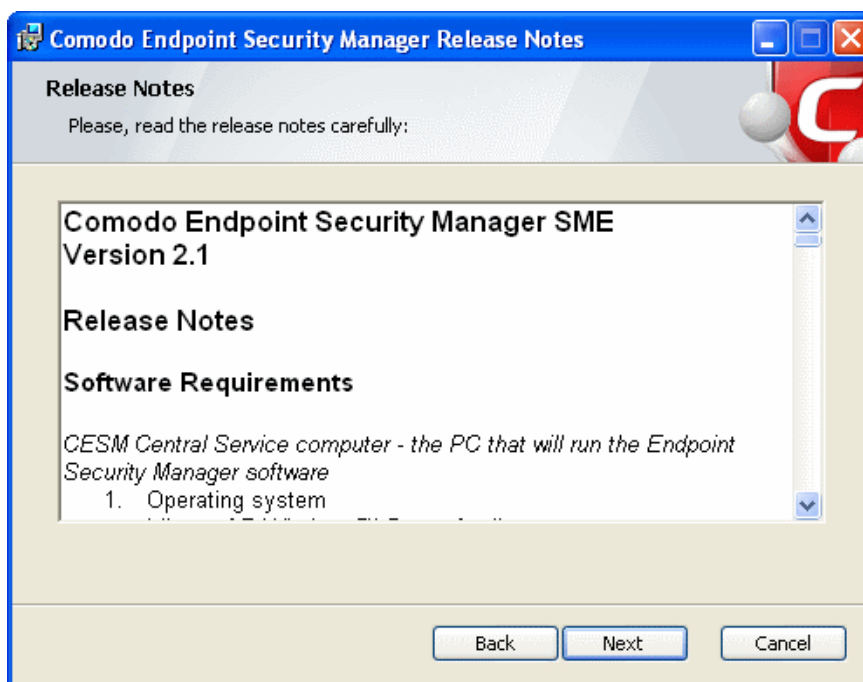 Comodo Endpoint Security Manager Release Notes
Release Notes
Please, read the release notes carefully:
Comodo Endpoint Security Manager SME
Version 2.1
Release Notes
Software Requirements
CESM Central Service computer - the PC that will run the Endpoint
Security Manager software
1. Operating system
Back
Next
Cancel